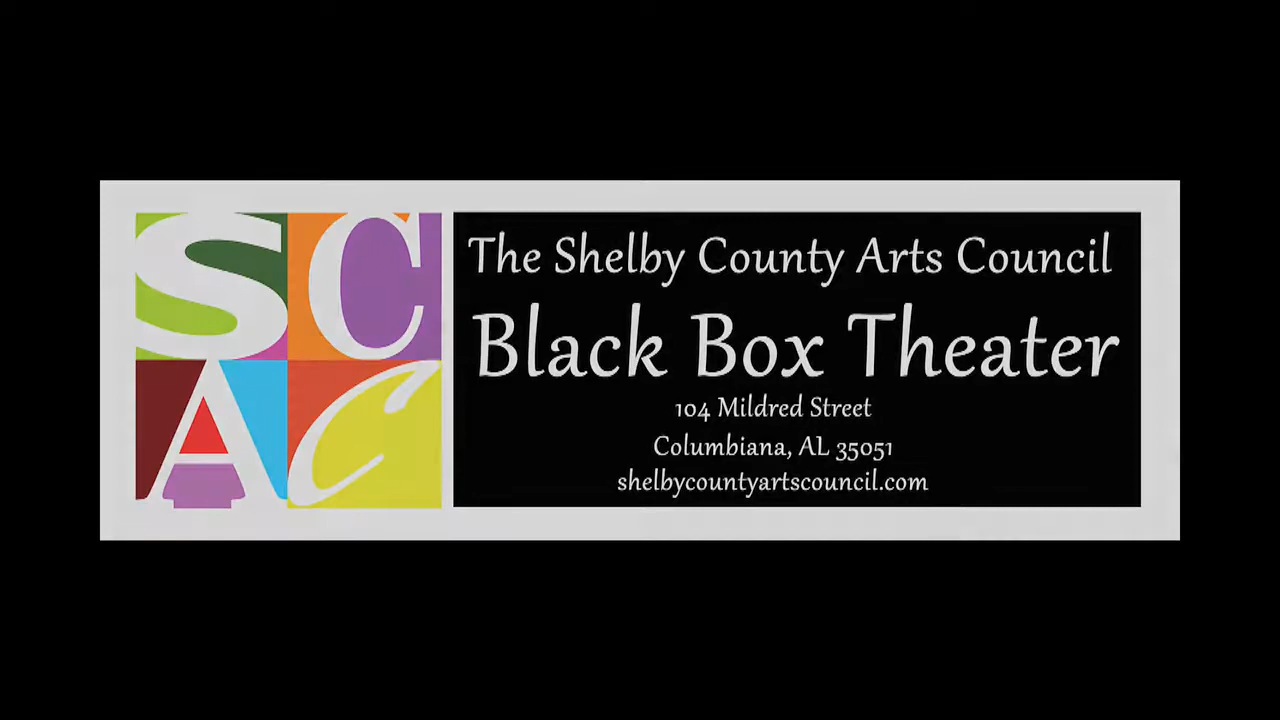 SC
AC
The Shelby County Arts Council
Black Box Theater
104 Mildred Street
Columbiana, AL 35051
shelbycountyartscouncil.com